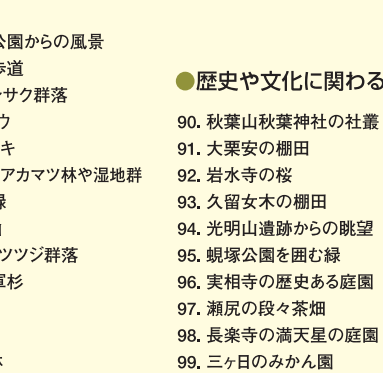 公園からの風景
歩道
サク群落
ウ
キ
アカマツ林や湿地群
緑
ツツジ群落
軍杉
●歴史や文化に関わる
90. 秋葉山秋葉神社の社叢
91. 大栗安の棚田
92. 岩水寺の桜
93. 久留女木の棚田
94. 光明山遺跡からの眺望
95. 蜆塚公園を囲む緑
96. 実相寺の歴史ある庭園
97. 瀬尻の段々茶畑
98. 長楽寺の満天星の庭園
99. 三ヶ日のみかん園